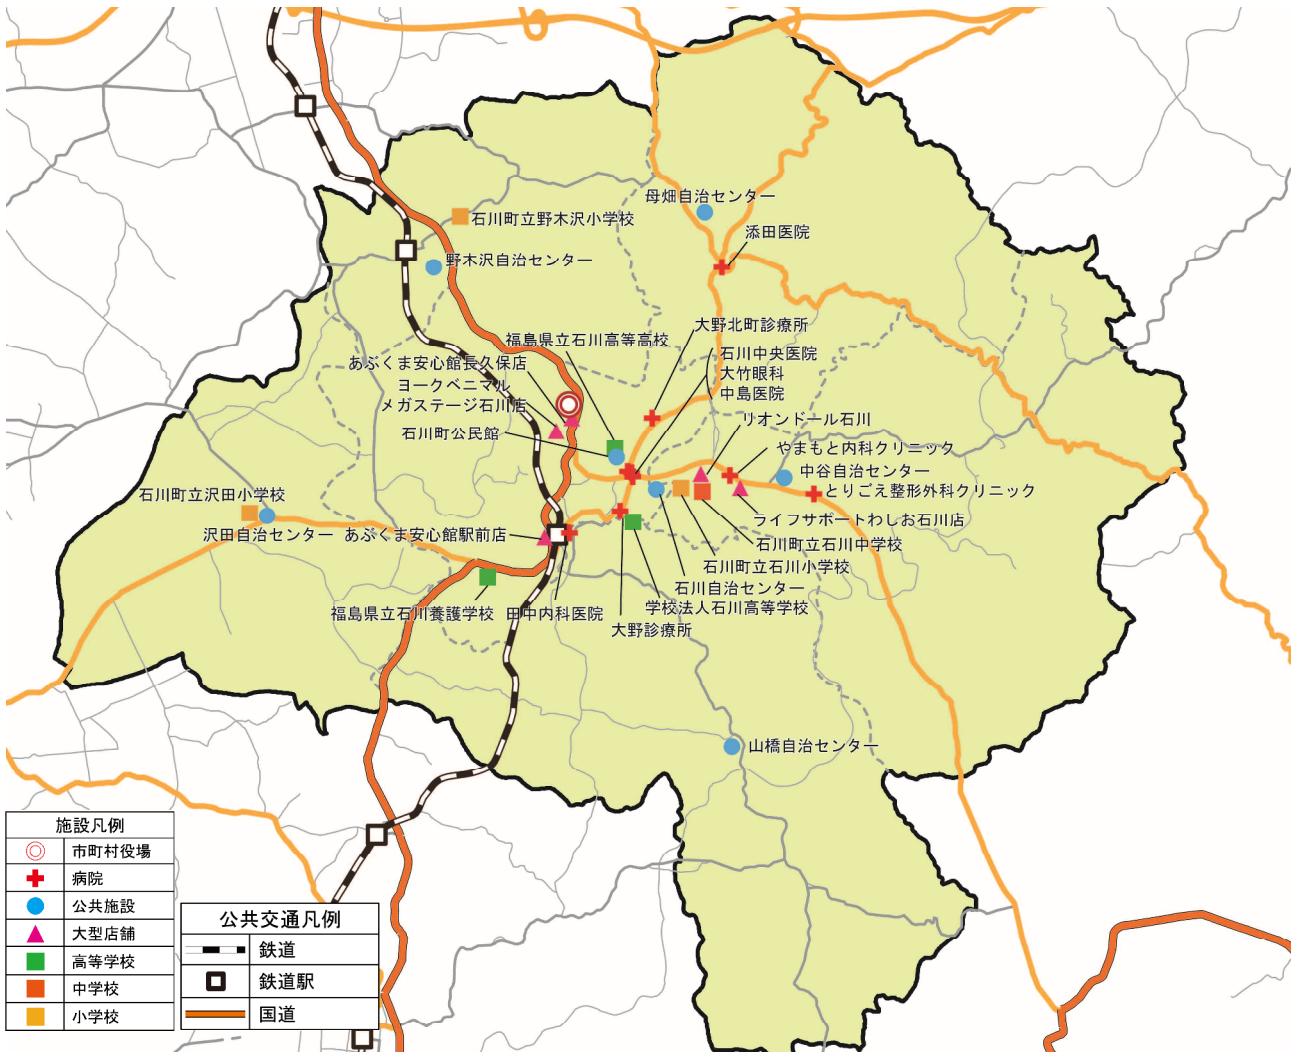 母畑自治センター
石川町立野木沢小学校
添田医院
野木沢自治センター
大野北町診療所
福島県立石川高等高校
石川中央医院
あぶくま安心館長久保店
大竹眼科
ヨークベニマル
中島医院
メガステージ石川店
リオンドール石川
石川町公民館
やまもと内科クリニック
中谷自治センター
とりごえ整形外科クリニック
石川町立沢田小学校
ライフサポートわしお石川店
沢田自治センター
あぶくま安心館駅前店
石川町立石川中学校
石川町立石川小学校
石川自治センター
学校法人石川高等学校
福島県立石川養護学校
田中内科医院
大野診療所
山橋自治センター
施設凡例
市町村役場
病院
公共施設
大型店舗
高等学校
中学校
小学校
公共交通凡例
鉄道
鉄道駅
国道